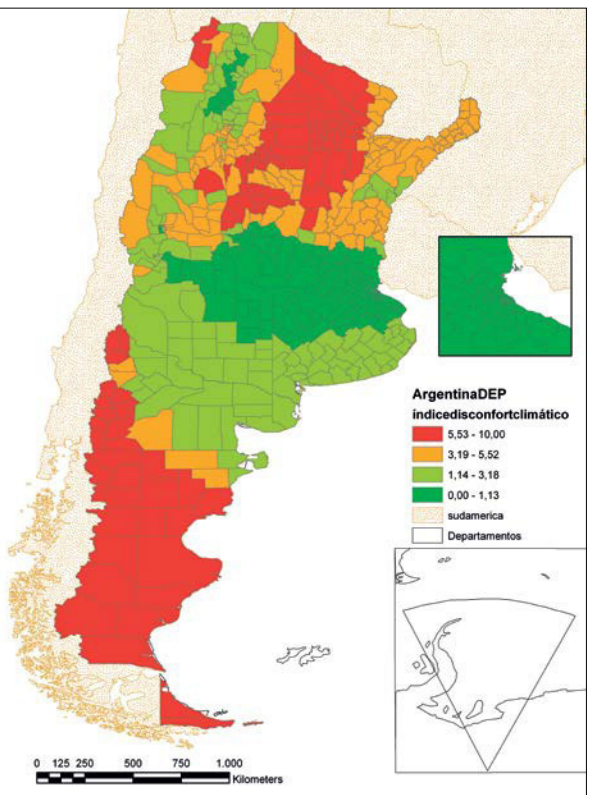 ArgentinaDEP
índicedisconfortclimático
5,53 - 10,00
3,19 - 5,52
1,14 - 3,18
0,00 - 1,13
sudamerica
Departamentos
0 125 250 500 750 1.000
Kilometers